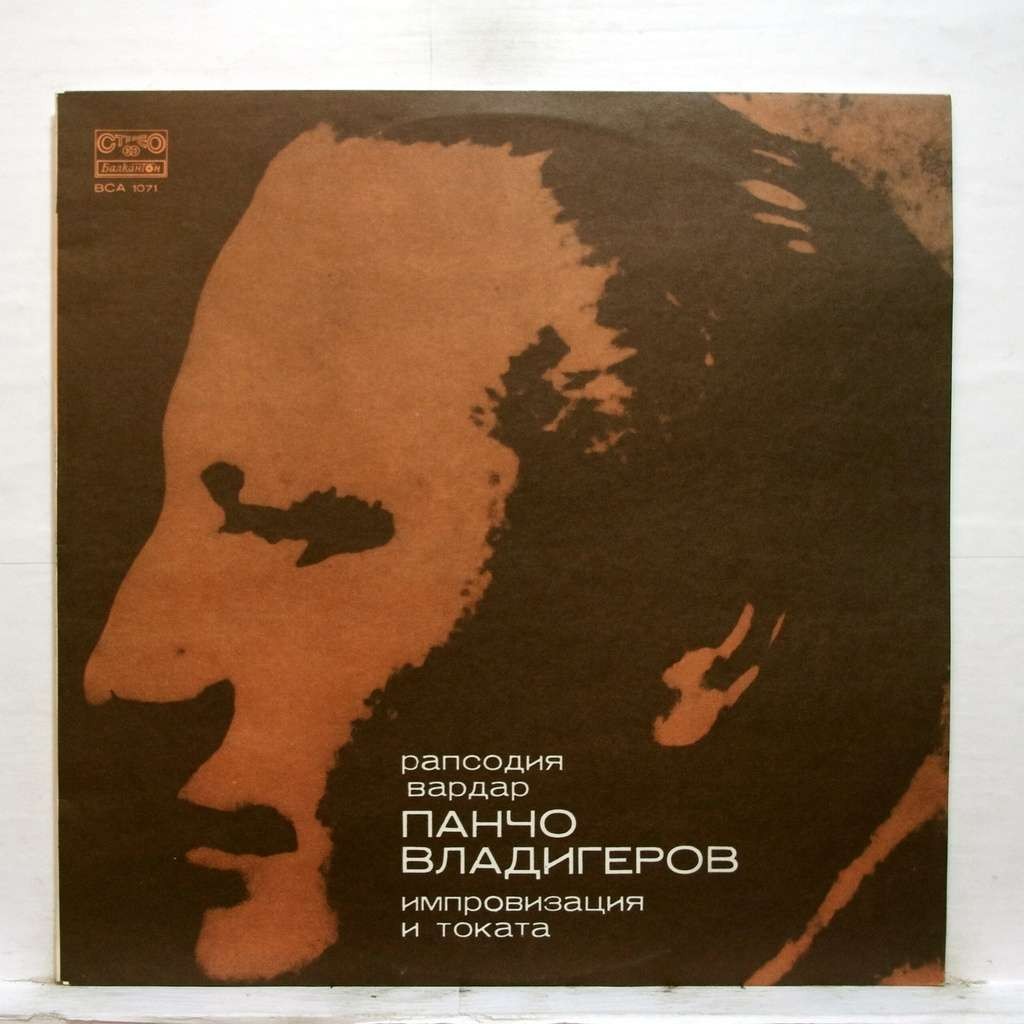 СТЕРЕО
Балкантон
ВСА 1071
рапсодия
вардар
ПАНЧО
ВЛАДИГЕРОВ
импровизация
и токата